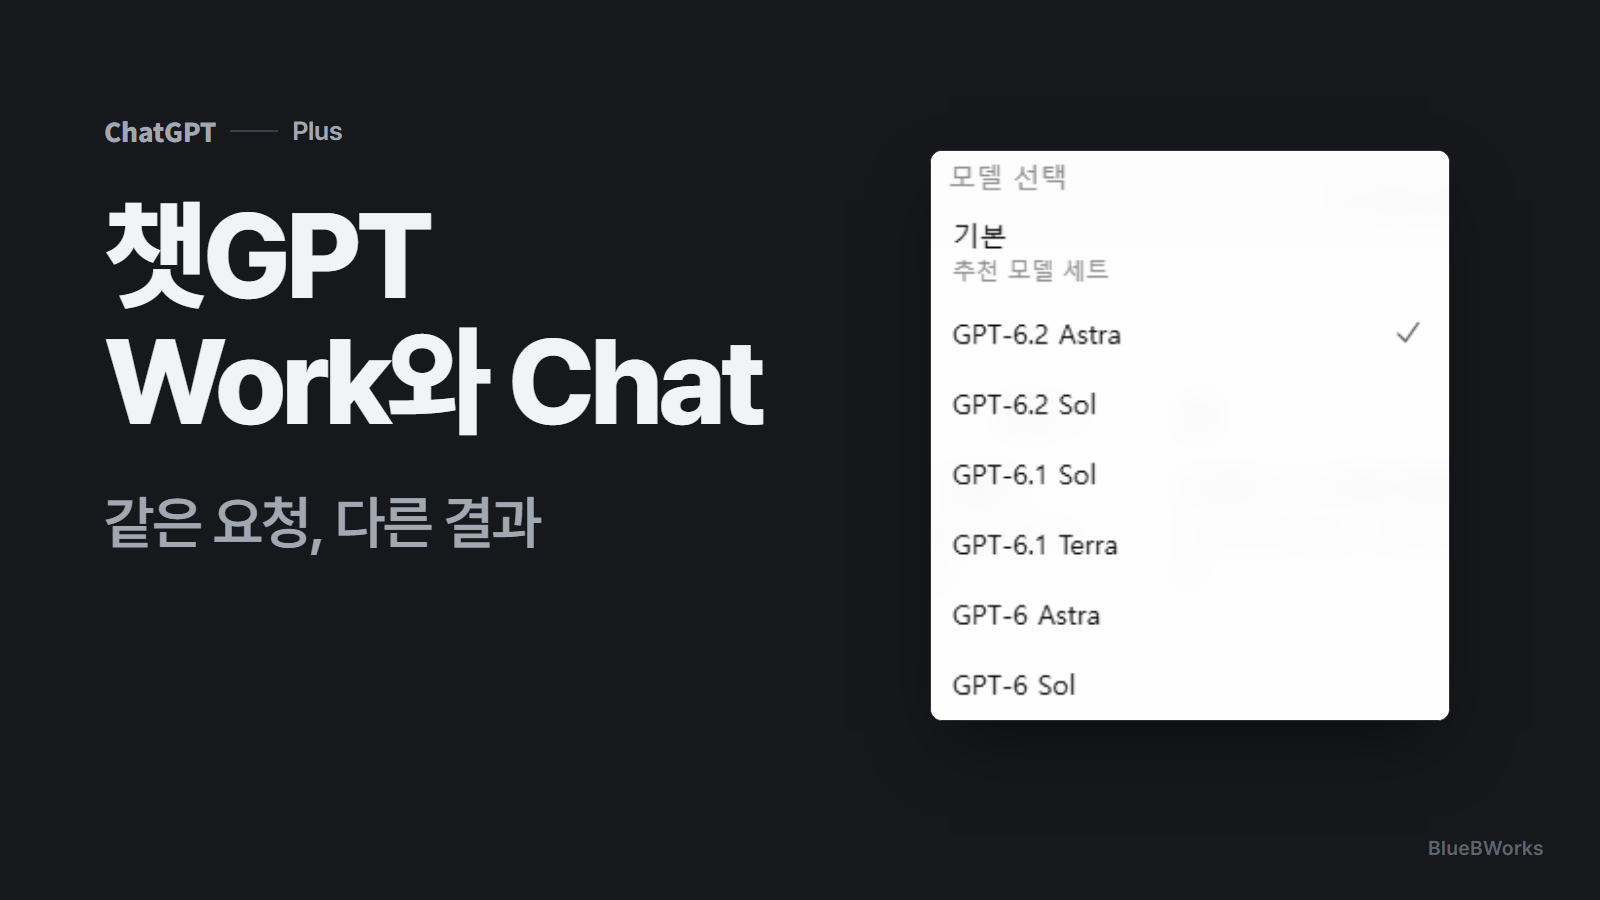 ChatGPT Plus
챗GPT
Work와 Chat
같은 요청, 다른 결과
모델 선택
기본
추천 모델 세트
GPT-6.2 Astra
GPT-6.2 Sol
GPT-6.1 Sol
GPT-6.1 Terra
GPT-6 Astra
GPT-6 Sol
BlueBWorks